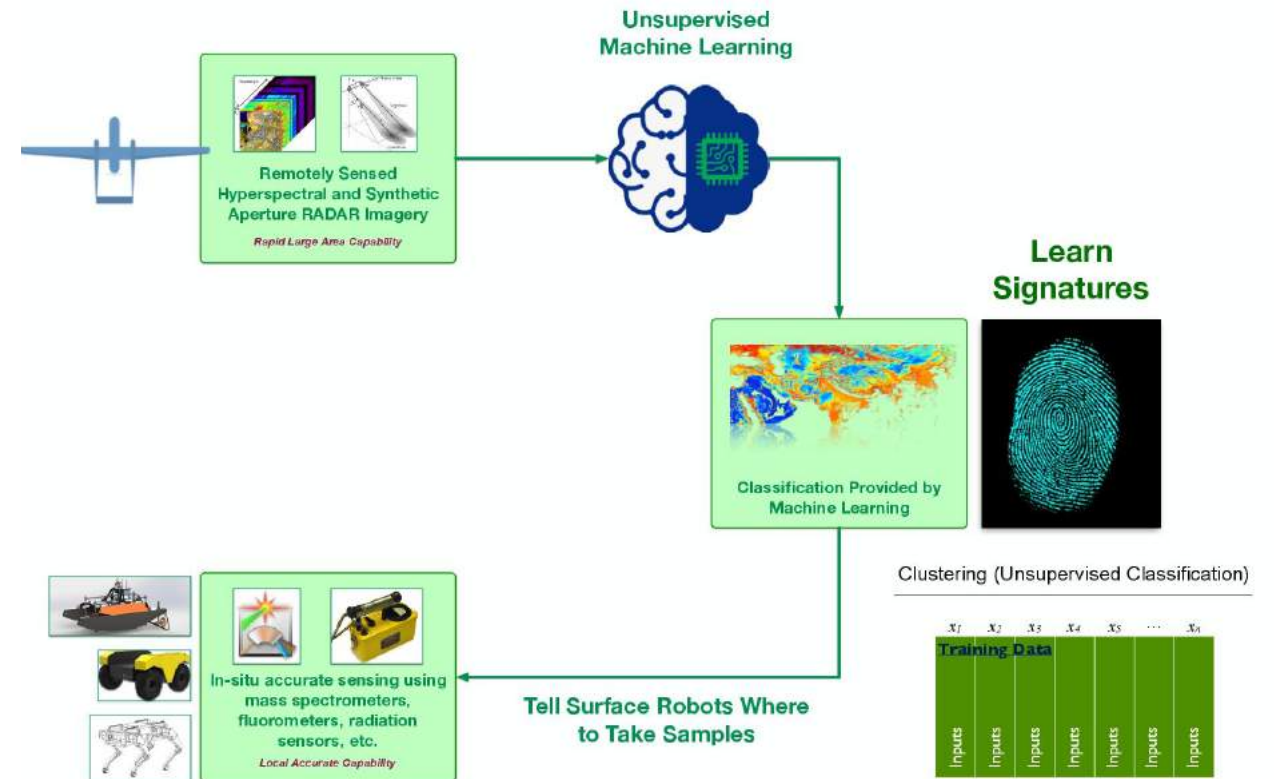 Unsupervised
Machine Learning
Remotely Sensed
Hyperspectral and Synthetic
Aperture RADAR Imagery
Rapid Large Area Capability
Learn
Signatures
Classification Provided by
Machine Learning
Clustering (Unsupervised Classification)
x1 x2 x3 x4 x5 ... xn
Training Data
Inputs Inputs Inputs Inputs Inputs Inputs Inputs
In-situ accurate sensing using
mass spectrometers,
fluorometers, radiation
sensors, etc.
Local Accurate Capability
Tell Surface Robots Where
to Take Samples